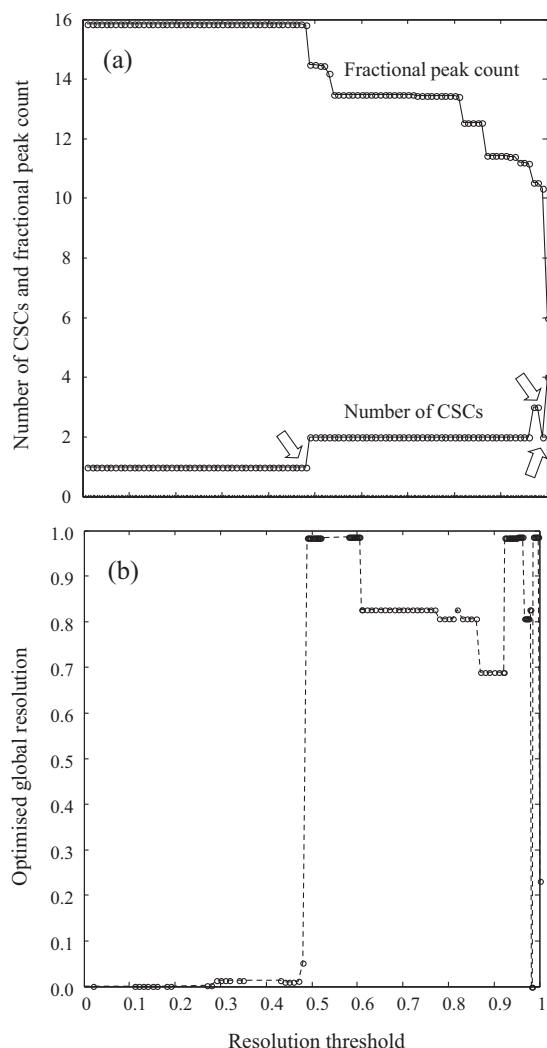 16
(a)
Fractional peak count
14
12
10
8
6
4
2
0
Number of CSCs
Number of CSCs and fractional peak count
1.0
(b)
0.9
0.8
0.7
0.6
0.5
0.4
0.3
0.2
0.1
0.0
Optimised global resolution
0 0.1 0.2 0.3 0.4 0.5 0.6 0.7 0.8 0.9 1
Resolution threshold